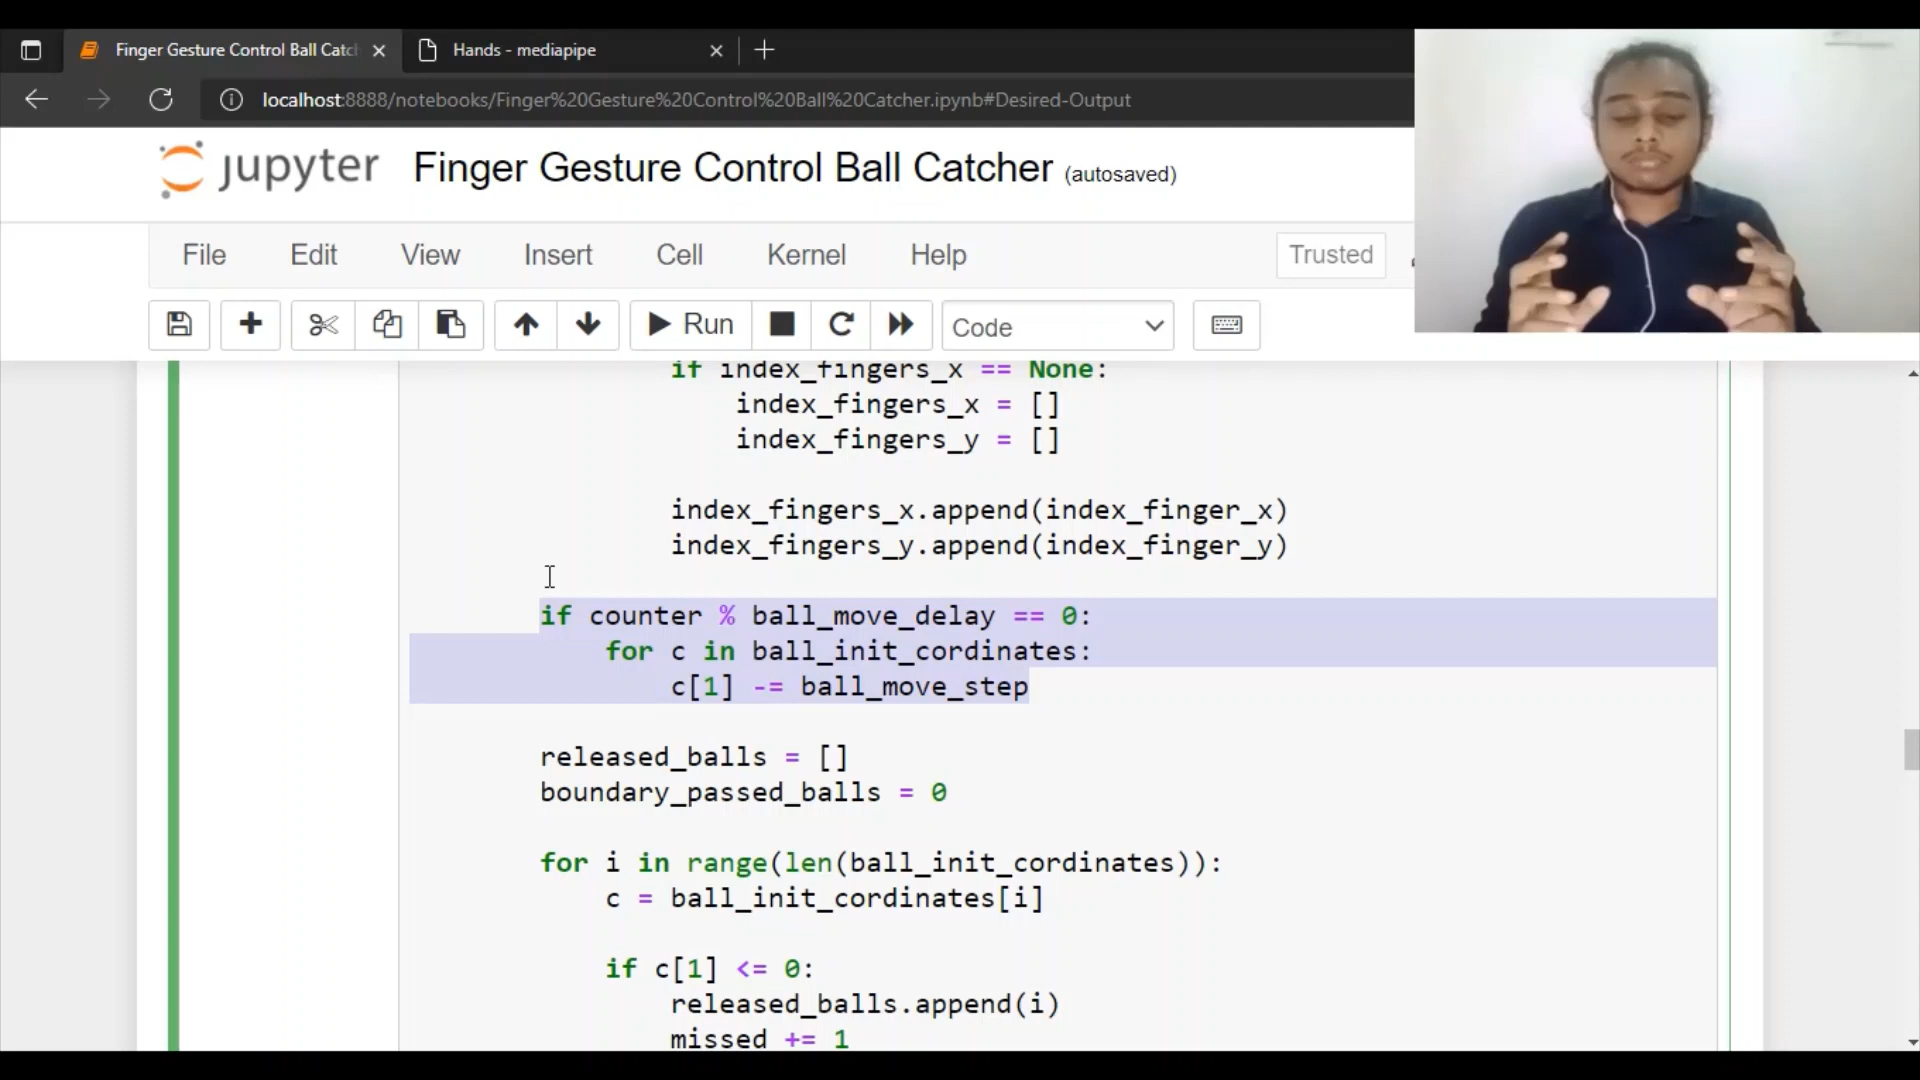 Finger Gesture Control Ball Catc
Hands - mediapipe
localhost:8888/notebooks/Finger%20Gesture%20Control%20Ball%20Catcher.ipynb#Desired-Output
jupyter Finger Gesture Control Ball Catcher (autosaved)
File Edit View Insert Cell Kernel Help Trusted
Run Code
if index_fingers_x == None:
index_fingers_x = []
index_fingers_y = []
index_fingers_x.append(index_finger_x)
index_fingers_y.append(index_finger_y)
if counter % ball_move_delay == 0:
for c in ball_init_cordinates:
c[1] -= ball_move_step
released_balls = []
boundary_passed_balls = 0
for i in range(len(ball_init_cordinates)):
c = ball_init_cordinates[i]
if c[1] <= 0:
released_balls.append(i)
missed += 1